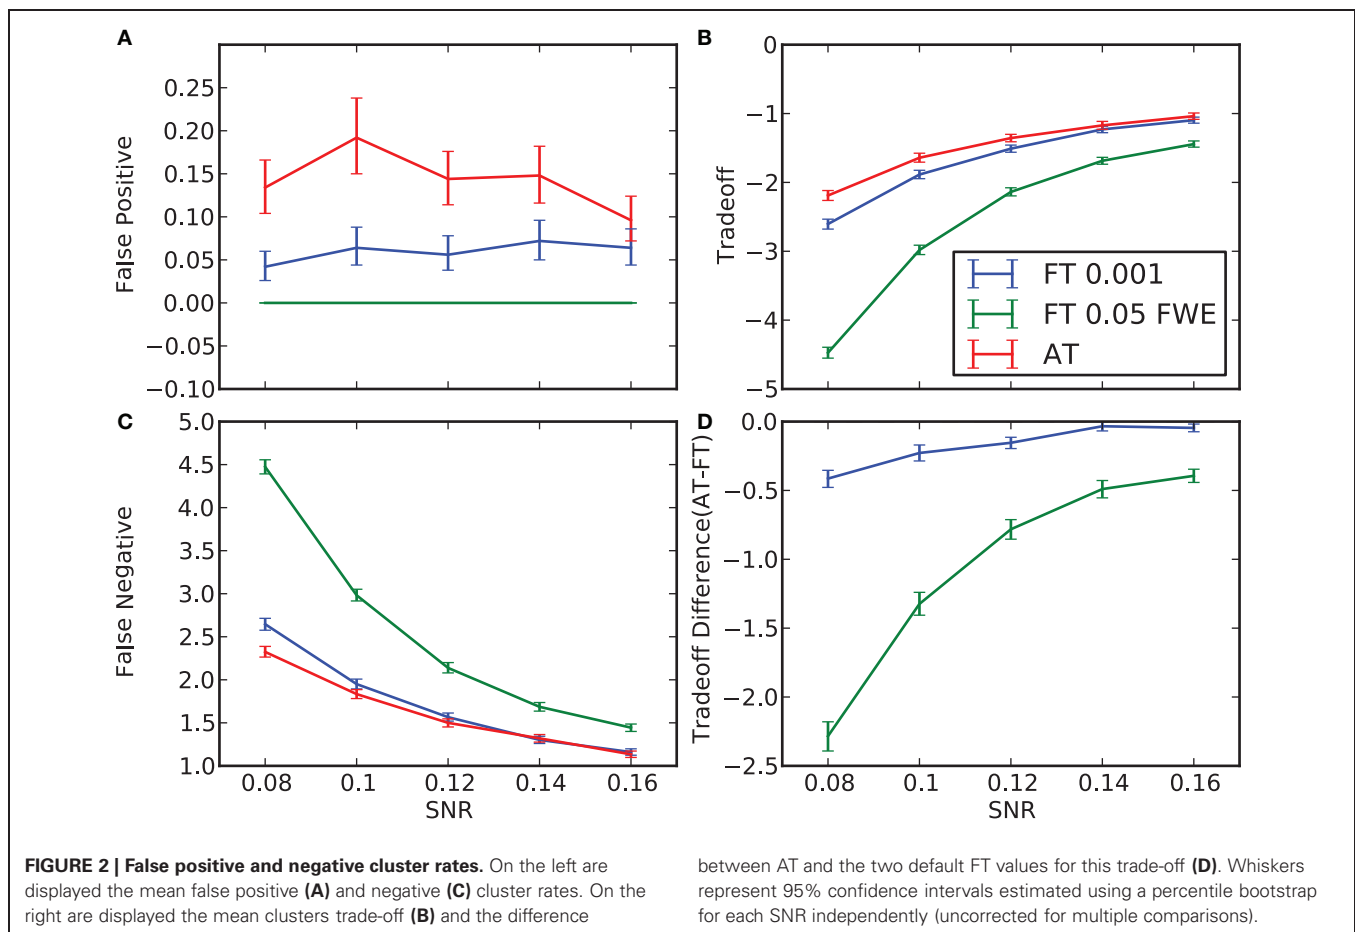 A
0.25
0.20
0.15
0.10
0.05
0.00
−0.05
−0.10
False Positive
B
0
−1
−2
−3
−4
−5
Tradeoff
FT 0.001
FT 0.05 FWE
AT
C
5.0
4.5
4.0
3.5
3.0
2.5
2.0
1.5
1.0
False Negative
0.08 0.1 0.12 0.14 0.16
SNR
D
0.0
−0.5
−1.0
−1.5
−2.0
−2.5
Tradeoff Difference(AT-FT)
0.08 0.1 0.12 0.14 0.16
SNR
FIGURE 2 | False positive and negative cluster rates. On the left are
displayed the mean false positive (A) and negative (C) cluster rates. On the
right are displayed the mean clusters trade-off (B) and the difference
between AT and the two default FT values for this trade-off (D). Whiskers
represent 95% confidence intervals estimated using a percentile bootstrap
for each SNR independently (uncorrected for multiple comparisons).